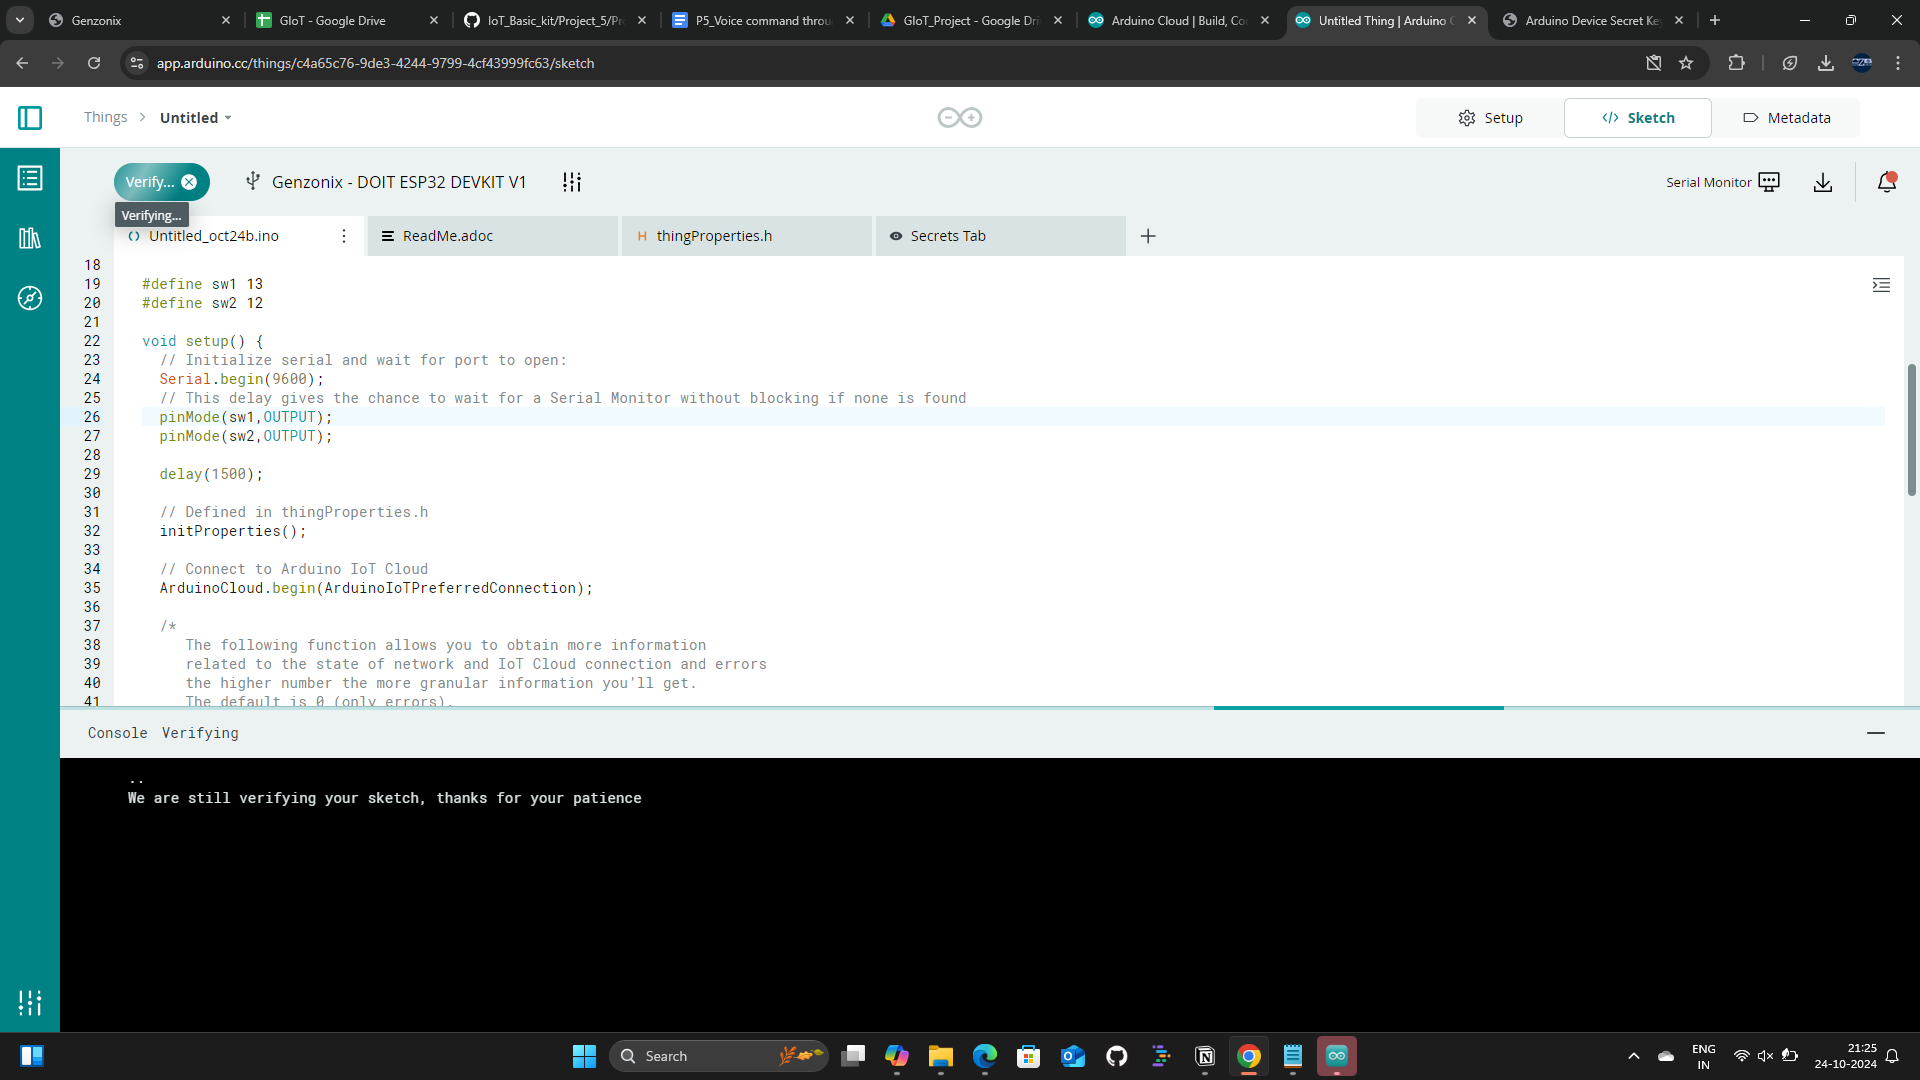 Genzonix
GIoT - Google Drive
IoT_Basic_kit/Project_5/Pr
P5_Voice command throu
GIoT_Project - Google Dri
Arduino Cloud | Build, Co
Untitled Thing | Arduino C
Arduino Device Secret Ke
app.arduino.cc/things/c4a65c76-9de3-4244-9799-4cf43999fc63/sketch
Things > Untitled
Setup
</> Sketch
Metadata
Verify...
Genzonix - DOIT ESP32 DEVKIT V1
Serial Monitor
Verifying...
Untitled_oct24b.ino
ReadMe.adoc
H thingProperties.h
Secrets Tab
18
19 #define sw1 13
20 #define sw2 12
21
22 void setup() {
23 // Initialize serial and wait for port to open:
24 Serial.begin(9600);
25 // This delay gives the chance to wait for a Serial Monitor without blocking if none is found
26 pinMode(sw1,OUTPUT);
27 pinMode(sw2,OUTPUT);
28
29 delay(1500);
30
31 // Defined in thingProperties.h
32 initProperties();
33
34 // Connect to Arduino IoT Cloud
35 ArduinoCloud.begin(ArduinoIoTPreferredConnection);
36
37 /*
38 The following function allows you to obtain more information
39 related to the state of network and IoT Cloud connection and errors
40 the higher number the more granular information you'll get.
41 The default is 0 (only errors).
Console Verifying
..
We are still verifying your sketch, thanks for your patience
Search
ENG
IN
21:25
24-10-2024